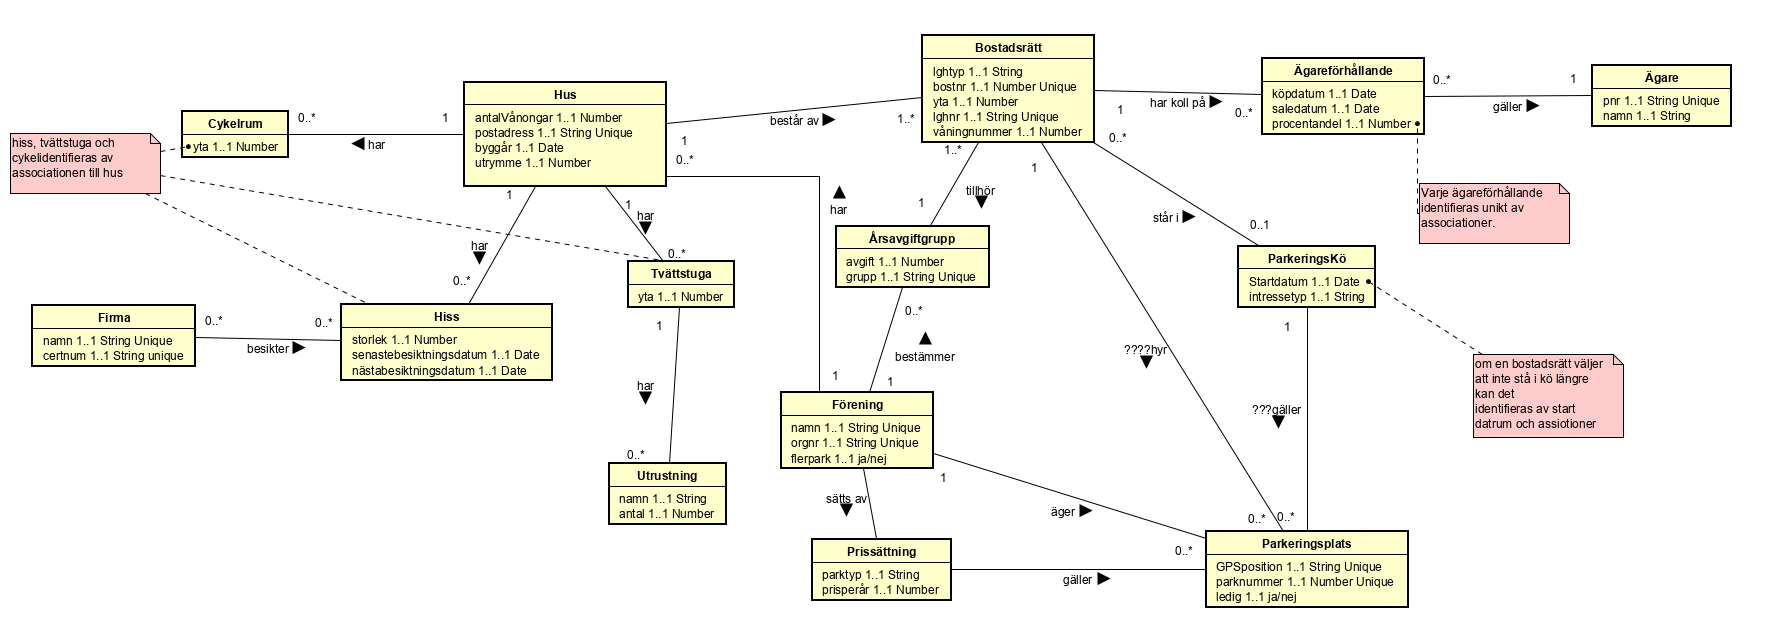 Bostadsrätt
lghtyp 1..1 String
bostnr 1..1 Number Unique
yta 1..1 Number
lghnr 1..1 String Unique
våningnummer 1..1 Number
Ägareförhållande
köpdatum 1..1 Date
saledatum 1..1 Date
procentandel 1..1 Number
Ägare
pnr 1..1 String Unique
namn 1..1 String
0..*
1
gäller
har koll på
1
0..*
Hus
antalVånongar 1..1 Number
postadress 1..1 String Unique
byggår 1..1 Date
utrymme 1..1 Number
Cykelrum
yta 1..1 Number
0..*
1
har
består av
1
1..*
0..*
hiss, tvättstuga och
cykelidentifieras av
associationen till hus
Varje ägareförhållande
identifieras unikt av
associationer.
1..*
1
0..*
tillhör
1
har
1
har
1
har
0..*
0..*
står i
0..1
Årsavgiftgrupp
avgift 1..1 Number
grupp 1..1 String Unique
ParkeringsKö
Startdatum 1..1 Date
intressetyp 1..1 String
Tvättstuga
yta 1..1 Number
Firma
namn 1..1 String Unique
certnum 1..1 String unique
0..*
0..*
besikter
Hiss
storlek 1..1 Number
senastebesiktningsdatum 1..1 Date
nästabesiktningsdatum 1..1 Date
1
har
0..*
0..*
bestämmer
1
1
????hyr
1
???gäller
om en bostadsrätt väljer
att inte stå i kö längre
kan det
identifieras av start
datrum och assiotioner
Förening
namn 1..1 String Unique
orgnr 1..1 String Unique
flerpark 1..1 ja/nej
Utrustning
namn 1..1 String
antal 1..1 Number
sätts av
1
äger
0..*
0..*
0..*
Prissättning
parktyp 1..1 String
prisperår 1..1 Number
gäller
Parkeringsplats
GPSposition 1..1 String Unique
parknummer 1..1 Number Unique
ledig 1..1 ja/nej